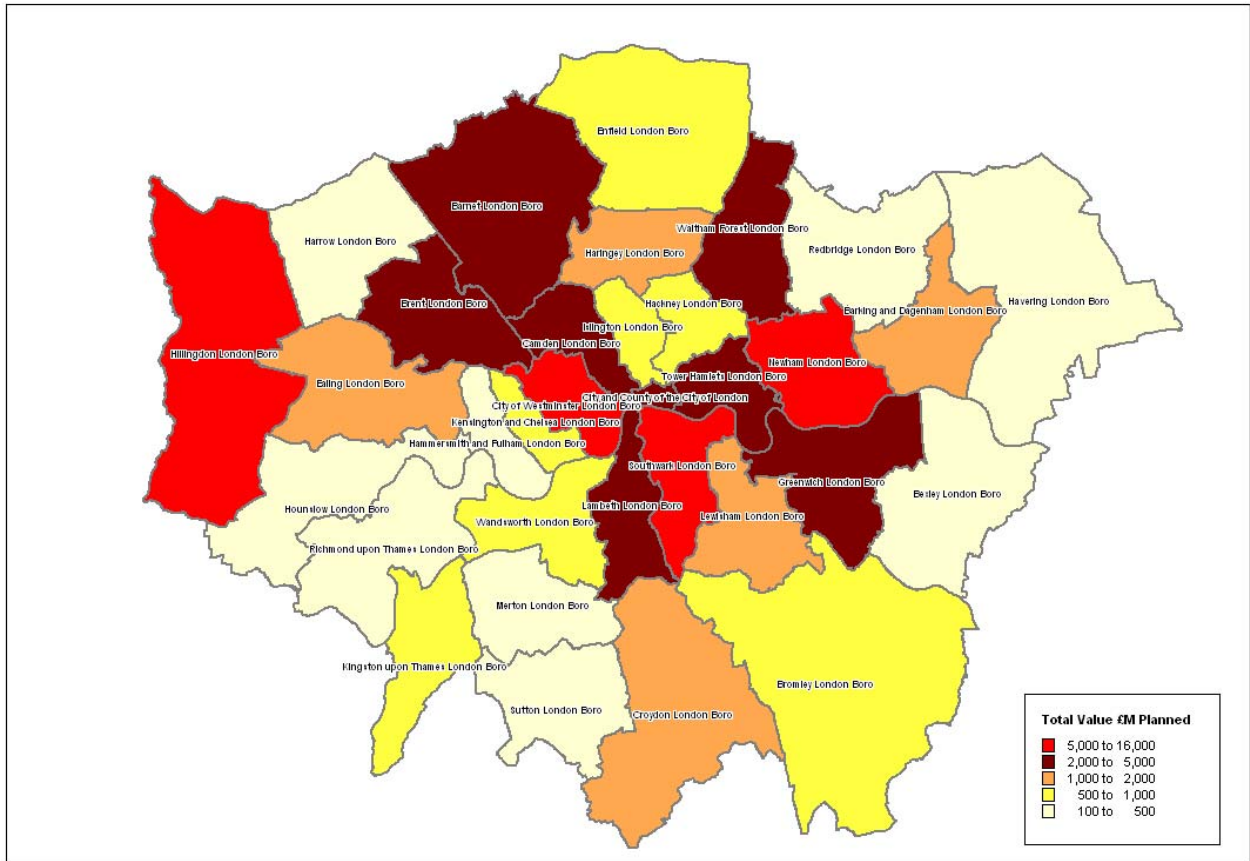 Enfield London Boro
Barnet London Boro
Waltham Forest London Boro
Harrow London Boro
Haringey London Boro
Redbridge London Boro
Brent London Boro
Hackney London Boro
Havering London Boro
Barking and Dagenham London Boro
Islington London Boro
Camden London Boro
Hillingdon London Boro
Newham London Boro
Ealing London Boro
Tower Hamlets London Boro
City and County of the City of London
City of Westminster London Boro
Kensington and Chelsea London Boro
Hammersmith and Fulham London Boro
Southwark London Boro
Greenwich London Boro
Bexley London Boro
Hounslow London Boro
Lambeth London Boro
Lewisham London Boro
Wandsworth London Boro
Richmond upon Thames London Boro
Merton London Boro
Kingston upon Thames London Boro
Bromley London Boro
Sutton London Boro
Croydon London Boro
Total Value £M Planned
5,000 to 16,000
2,000 to 5,000
1,000 to 2,000
500 to 1,000
100 to 500